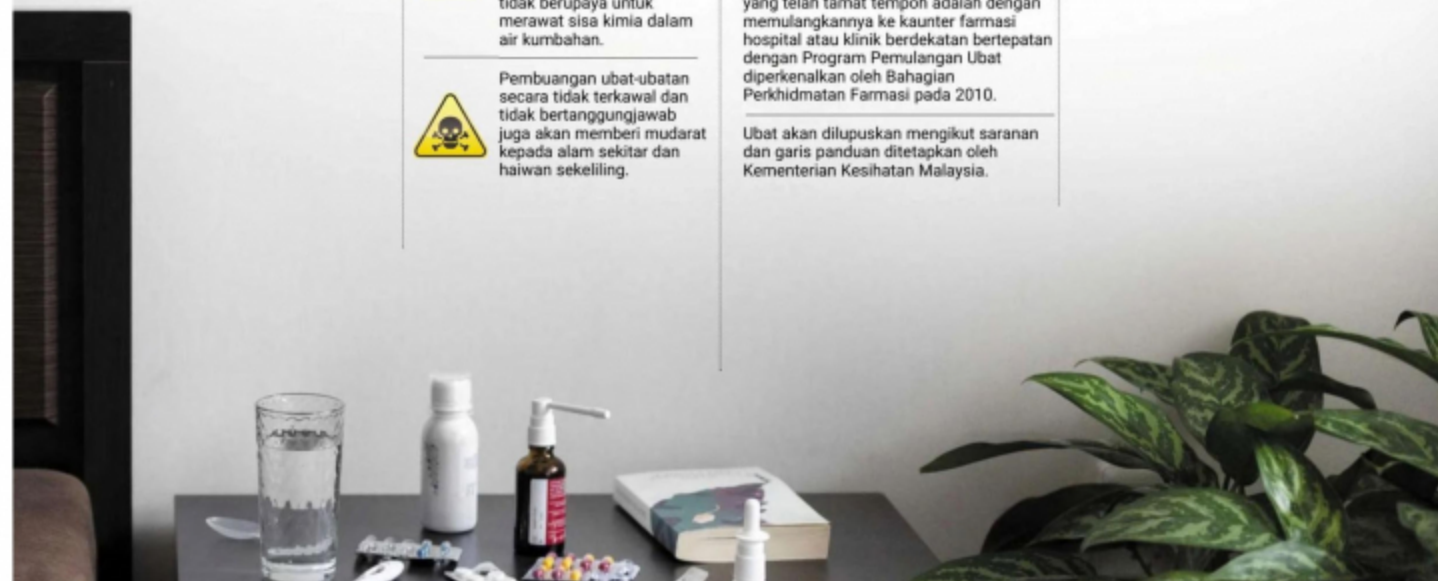 tidak berupaya untuk
merawat sisa kimia dalam
air kumbahan.
Pembuangan ubat-ubatan
secara tidak terkawal dan
tidak bertanggungjawab
juga akan memberi mudarat
kepada alam sekitar dan
haiwan sekeliling.
yang telah tamat tempoh adalah dengan
memulangkannya ke kaunter farmasi
hospital atau klinik berdekatan bertepatan
dengan Program Pemulangan Ubat
diperkenalkan oleh Bahagian
Perkhidmatan Farmasi pada 2010.
Ubat akan dilupuskan mengikut saranan
dan garis panduan ditetapkan oleh
Kementerian Kesihatan Malaysia.